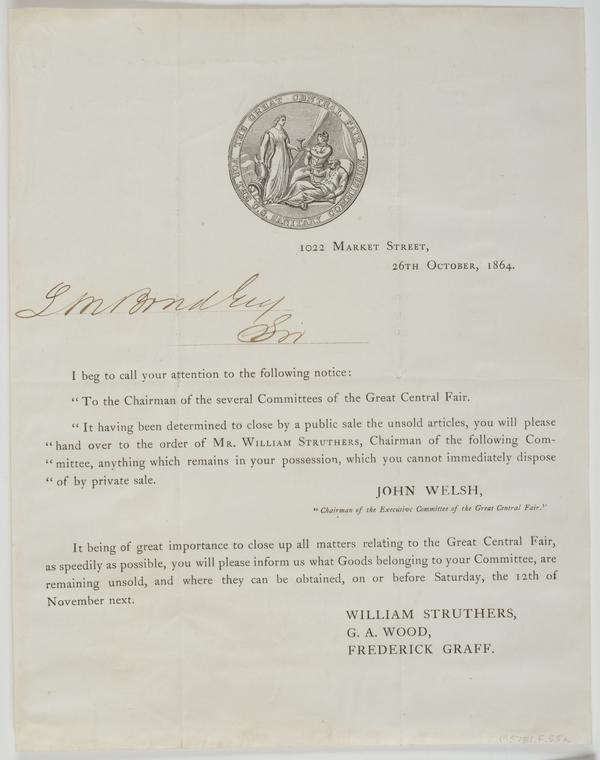 THE GREAT CENTRAL FAIR
FOR THE U.S. SANITARY COMMISSION.
1022 Market Street,
26th October, 1864.
L M Bond Esq
Sir
I beg to call your attention to the following notice:
“ To the Chairman of the several Committees of the Great Central Fair.
“ It having been determined to close by a public sale the unsold articles, you will please
“ hand over to the order of Mr. William Struthers, Chairman of the following Com-
“ mittee, anything which remains in your possession, which you cannot immediately dispose
“ of by private sale.
JOHN WELSH,
“ Chairman of the Executive Committee of the Great Central Fair.”
It being of great importance to close up all matters relating to the Great Central Fair,
as speedily as possible, you will please inform us what Goods belonging to your Committee, are
remaining unsold, and where they can be obtained, on or before Saturday, the 12th of
November next.
WILLIAM STRUTHERS,
G. A. WOOD,
FREDERICK GRAFF.